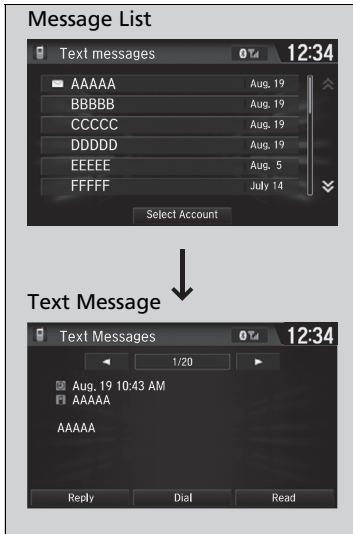 Message List
Text messages 12:34
AAAAA Aug. 19
BBBBB Aug. 19
CCCCC Aug. 19
DDDDD Aug. 19
EEEEE Aug. 5
FFFFF July 14
Select Account
Text Message
Text Messages 12:34
1/20
Aug. 19 10:43 AM
AAAAA
AAAAA
Reply Dial Read